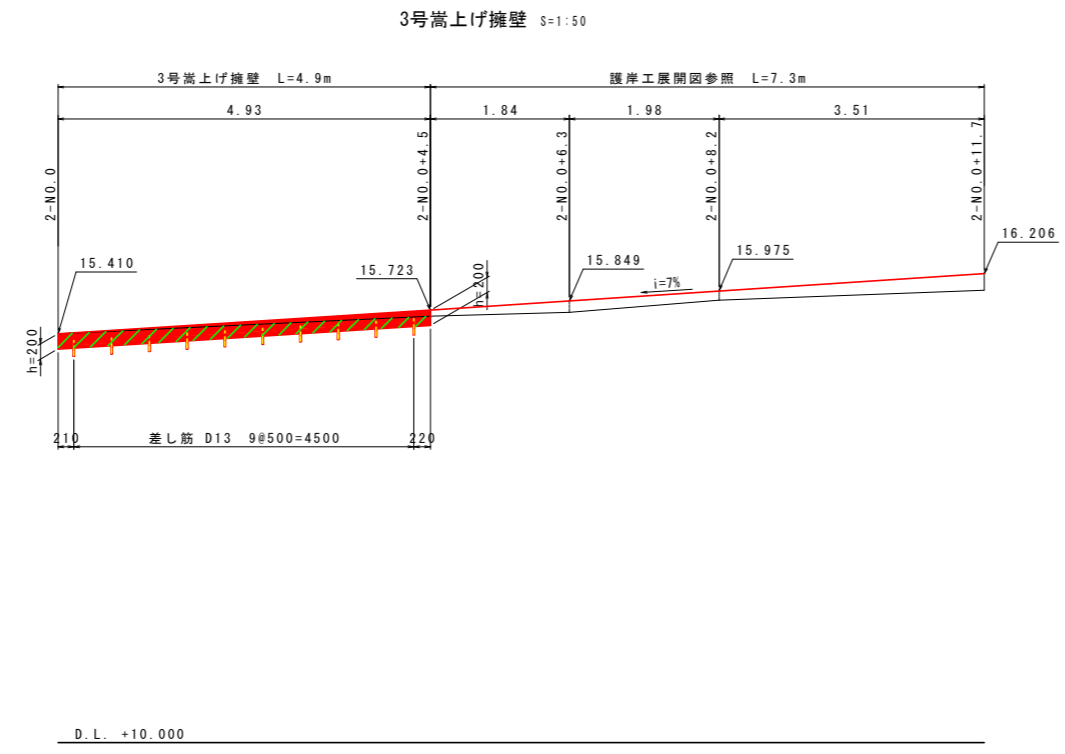 3号嵩上げ擁壁 S=1:50
3号嵩上げ擁壁 L=4.9m
護岸工展開図参照 L=7.3m
4.93
1.84
1.98
3.51
2-NO.0
2-NO.0+4.5
2-NO.0+6.3
2-NO.0+8.2
2-NO.0+11.7
16.206
15.975
15.849
15.723
15.410
i=7%
h=200
h=200
210
差し筋 D13 9@500=4500
220
D.L. +10.000